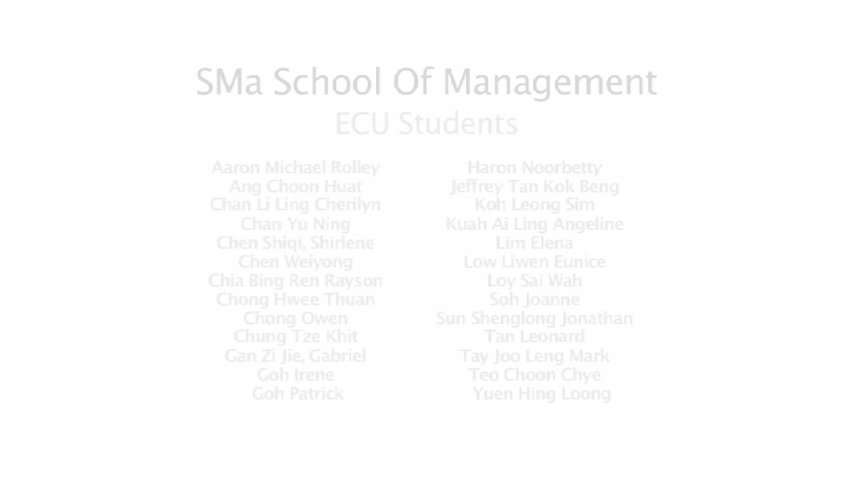 SMa School Of Management
ECU Students
Aaron Michael Rolley
Ang Choon Huat
Chan Li Ling Cherilyn
Chan Yu Ning
Chen Shiqi, Shirlene
Chen Weiyong
Chia Bing Ren Rayson
Chong Hwee Thuan
Chong Owen
Chung Tze Khit
Gan Zi Jie, Gabriel
Goh Irene
Goh Patrick
Haron Noorbetty
Jeffrey Tan Kok Beng
Koh Leong Sim
Kuah Ai Ling Angeline
Lim Elena
Low Liwen Eunice
Loy Sai Wah
Soh Joanne
Sun Shenglong Jonathan
Tan Leonard
Tay Joo Leng Mark
Teo Choon Chye
Yuen Hing Loong